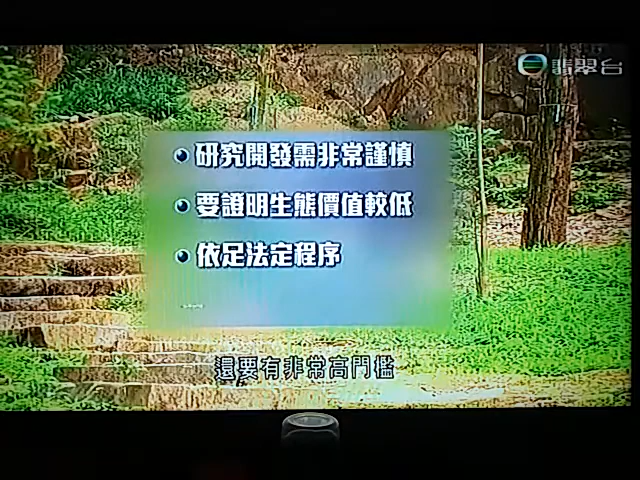 翡翠台
研究開發需非常謹慎
要證明生態價值較低
依足法定程序
還要有非常高門檻